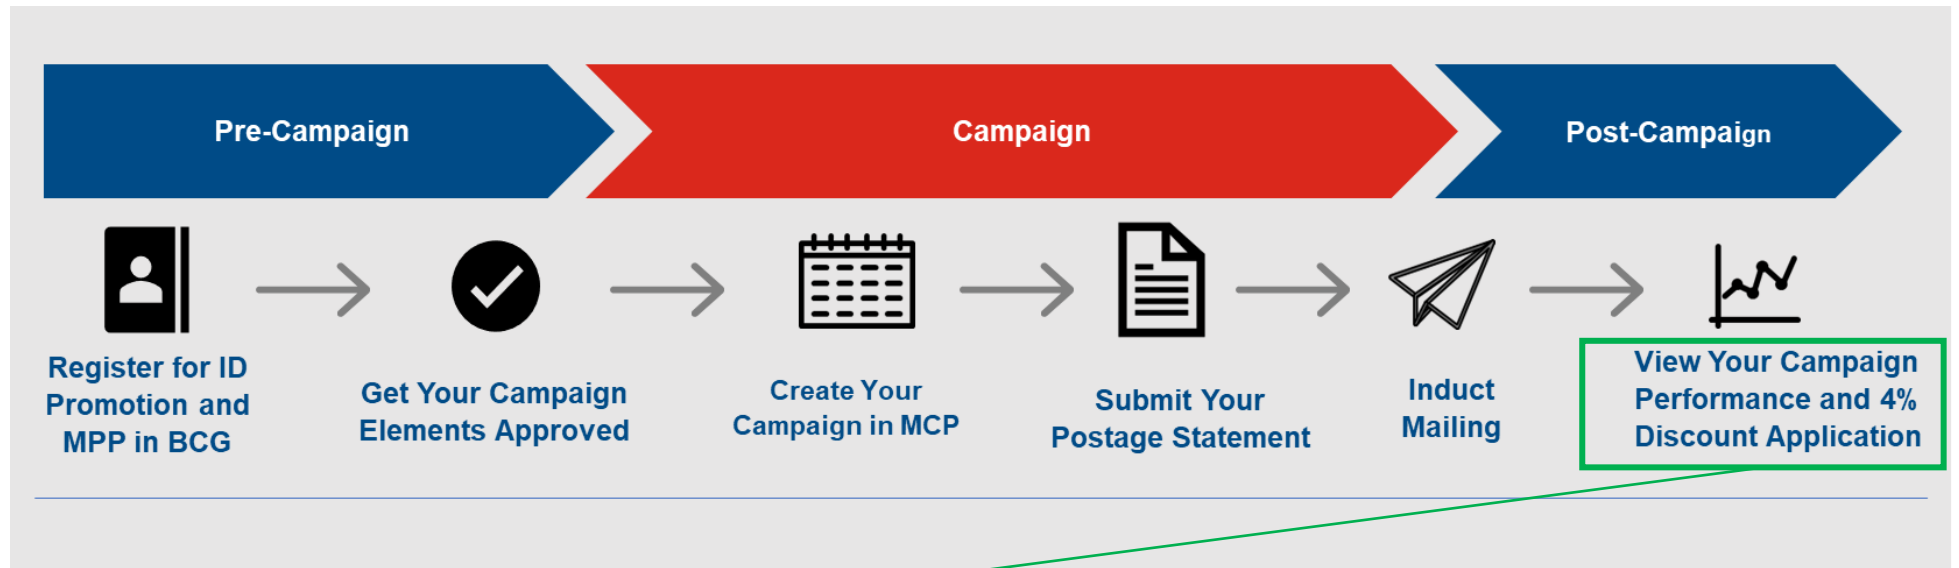 Pre-Campaign
Campaign
Post-Campaign
Register for ID
Promotion and
MPP in BCG
Get Your Campaign
Elements Approved
Create Your
Campaign in MCP
Submit Your
Postage Statement
Induct
Mailing
View Your Campaign
Performance and 4%
Discount Application